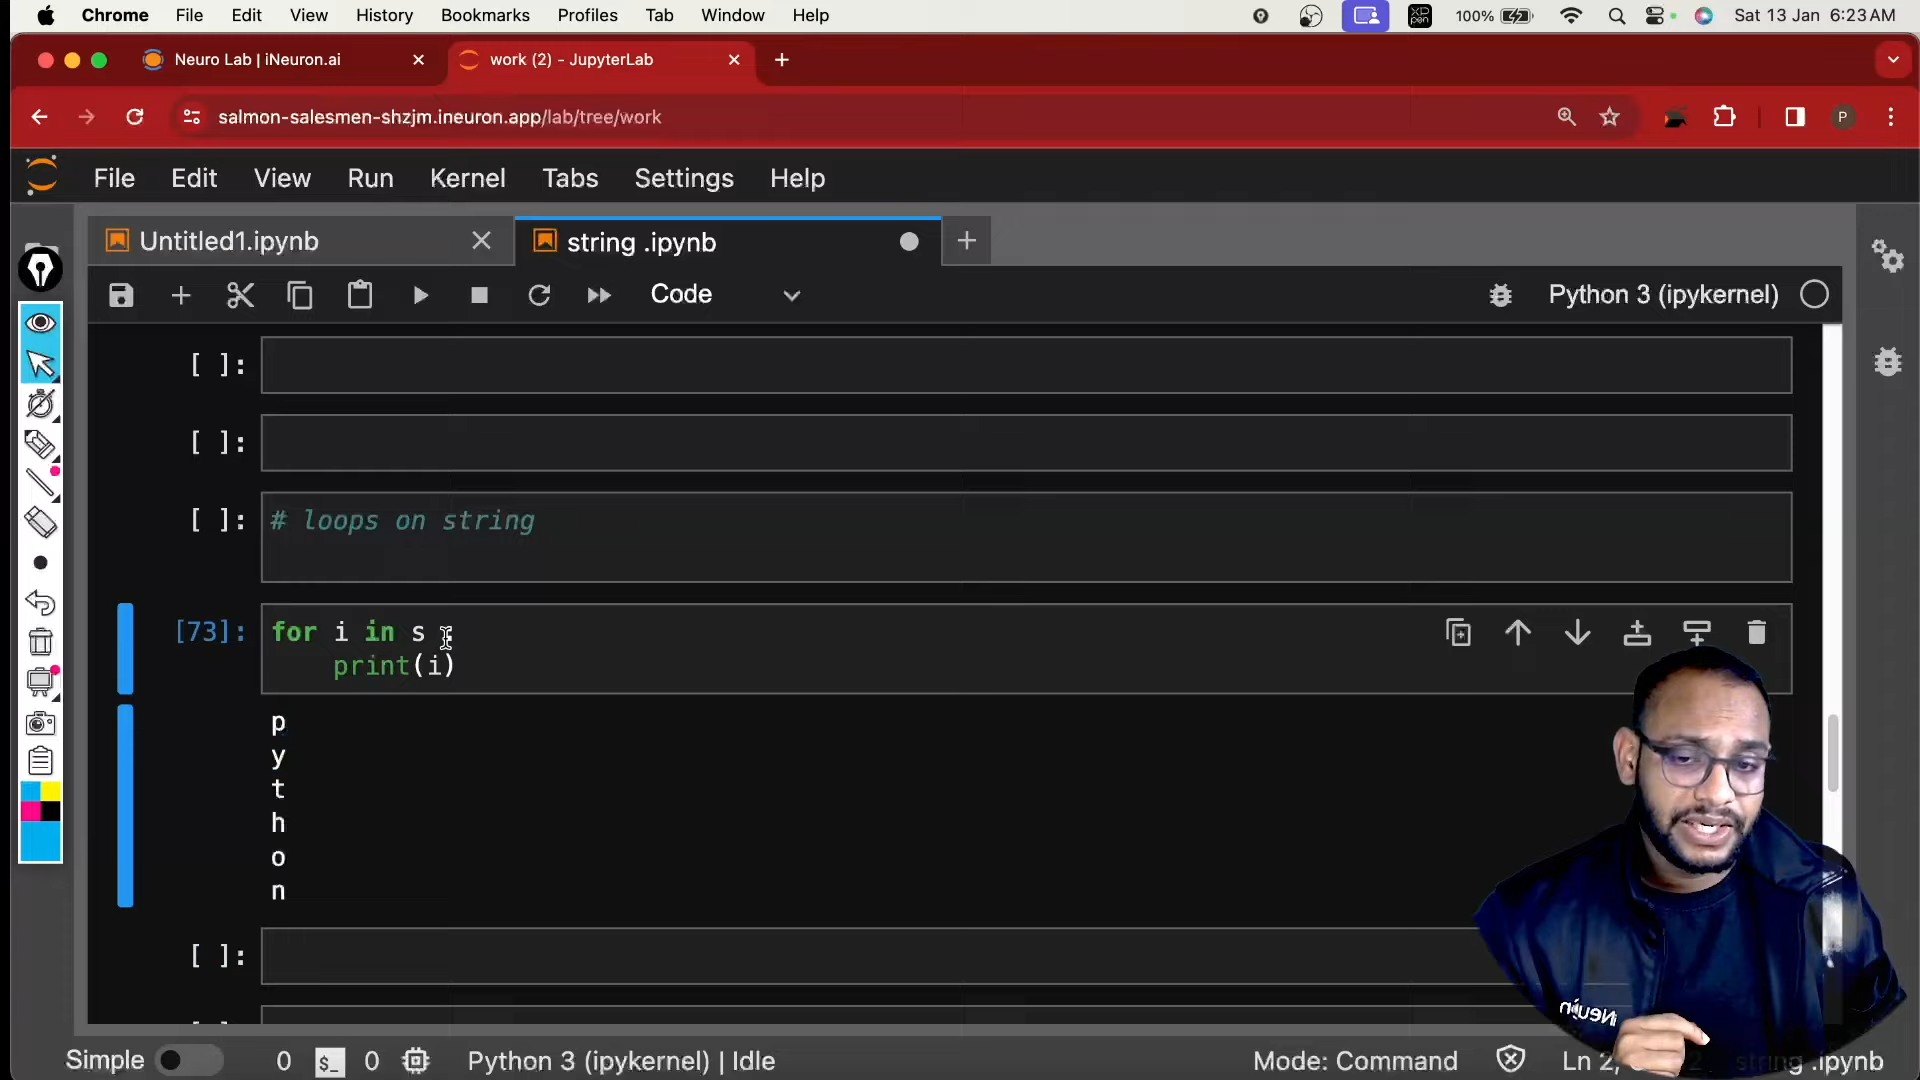 Chrome File Edit View History Bookmarks Profiles Tab Window Help 100% Sat 13 Jan 6:23 AM
Neuro Lab | iNeuron.ai
work (2) - JupyterLab
salmon-salesmen-shzjm.ineuron.app/lab/tree/work
P
File Edit View Run Kernel Tabs Settings Help
Untitled1.ipynb
string .ipynb
Code
Python 3 (ipykernel)
[ ]:
[ ]:
[ ]: # loops on string
[73]: for i in s :
print(i)
p
y
t
h
o
n
[ ]:
Simple 0 $_ 0 Python 3 (ipykernel) | Idle Mode: Command Ln 2, string .ipynb
iNeuron